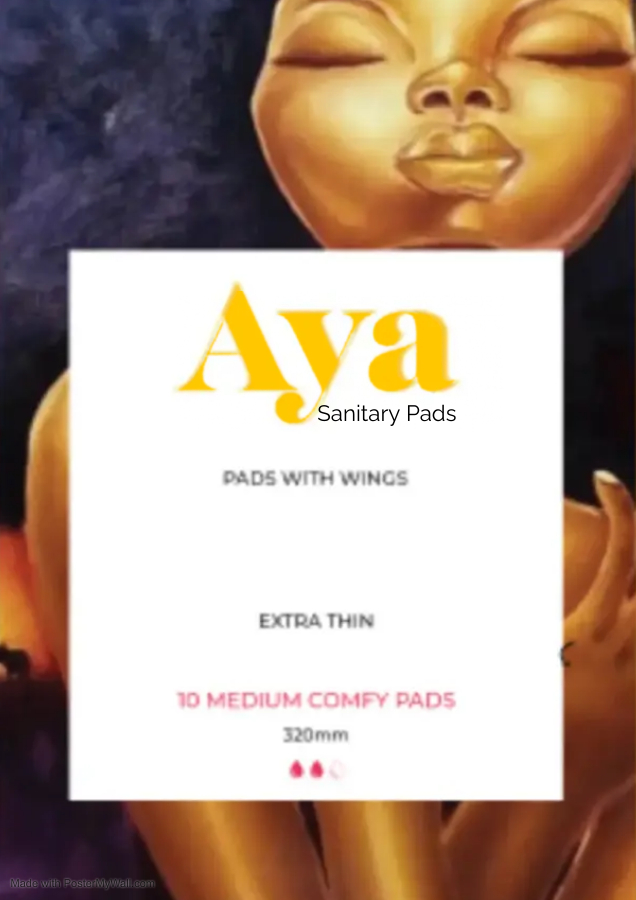 Aya
Sanitary Pads
PADS WITH WINGS
EXTRA THIN
10 MEDIUM COMFY PADS
320mm
Made with PosterMyWall.com